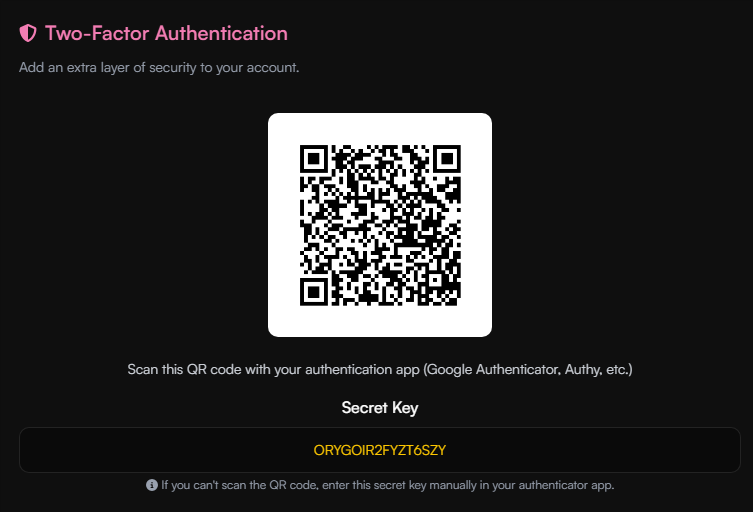 Two-Factor Authentication
Add an extra layer of security to your account.
Scan this QR code with your authentication app (Google Authenticator, Authy, etc.)
Secret Key
ORYGOIR2FYZT6SZY
If you can't scan the QR code, enter this secret key manually in your authenticator app.